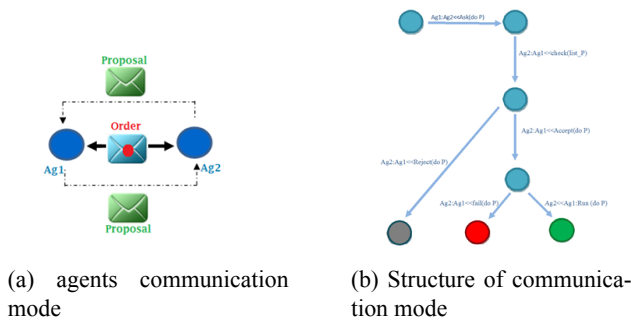 Proposal
Order
Ag1
Ag2
Proposal
(a) agents communication
mode
Ag1:Ag2<<Ask(do P)
Ag2:Ag1<<check(list_P)
Ag2:Ag1<<Accept(do P)
Ag2:Ag1<<Reject(do P)
Ag2:Ag1<<fail(do P)
Ag2<<Ag1:Run (do P)
(b) Structure of communica-
tion mode